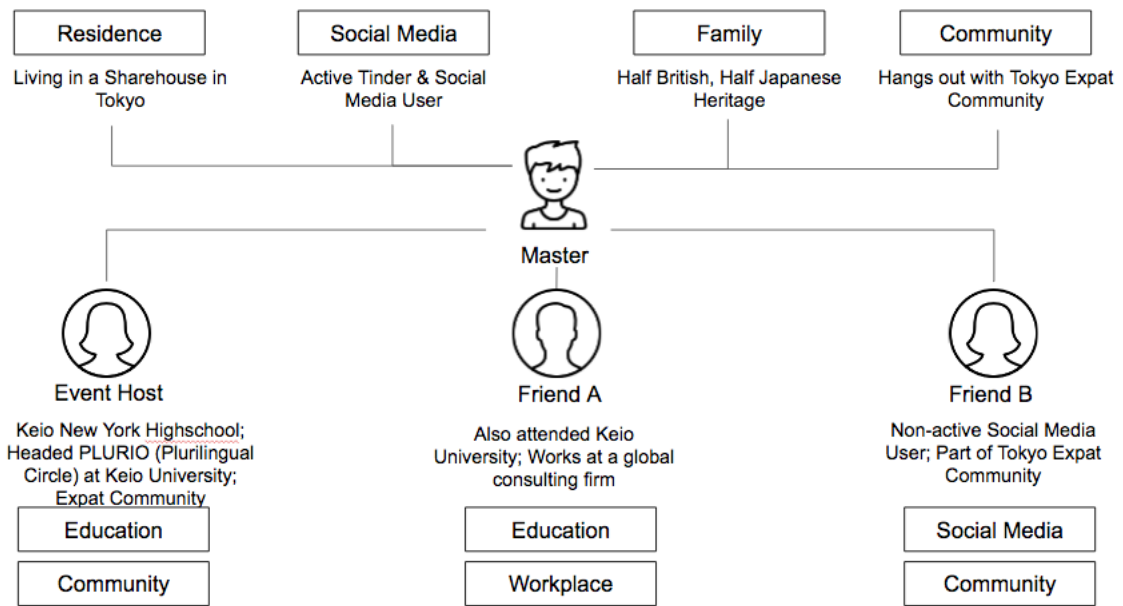 Residence
Social Media
Family
Community
Living in a Sharehouse in
Tokyo
Active Tinder & Social
Media User
Half British, Half Japanese
Heritage
Hangs out with Tokyo Expat
Community
Master
Event Host
Friend A
Friend B
Keio New York Highschool;
Headed PLURIO (Plurilingual
Circle) at Keio University;
Expat Community
Also attended Keio
University; Works at a global
consulting firm
Non-active Social Media
User; Part of Tokyo Expat
Community
Education
Education
Social Media
Community
Workplace
Community